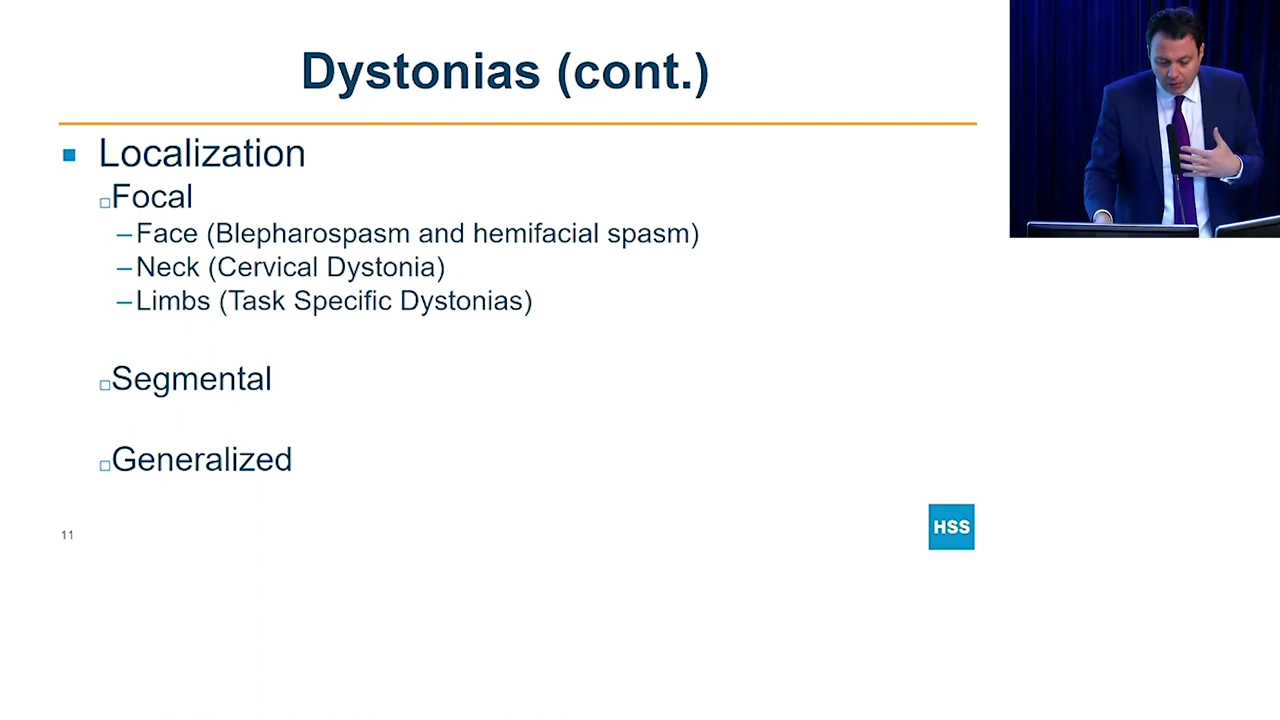 Dystonias (cont.)
Localization
Focal
–Face (Blepharospasm and hemifacial spasm)
–Neck (Cervical Dystonia)
–Limbs (Task Specific Dystonias)
Segmental
Generalized
11
HSS